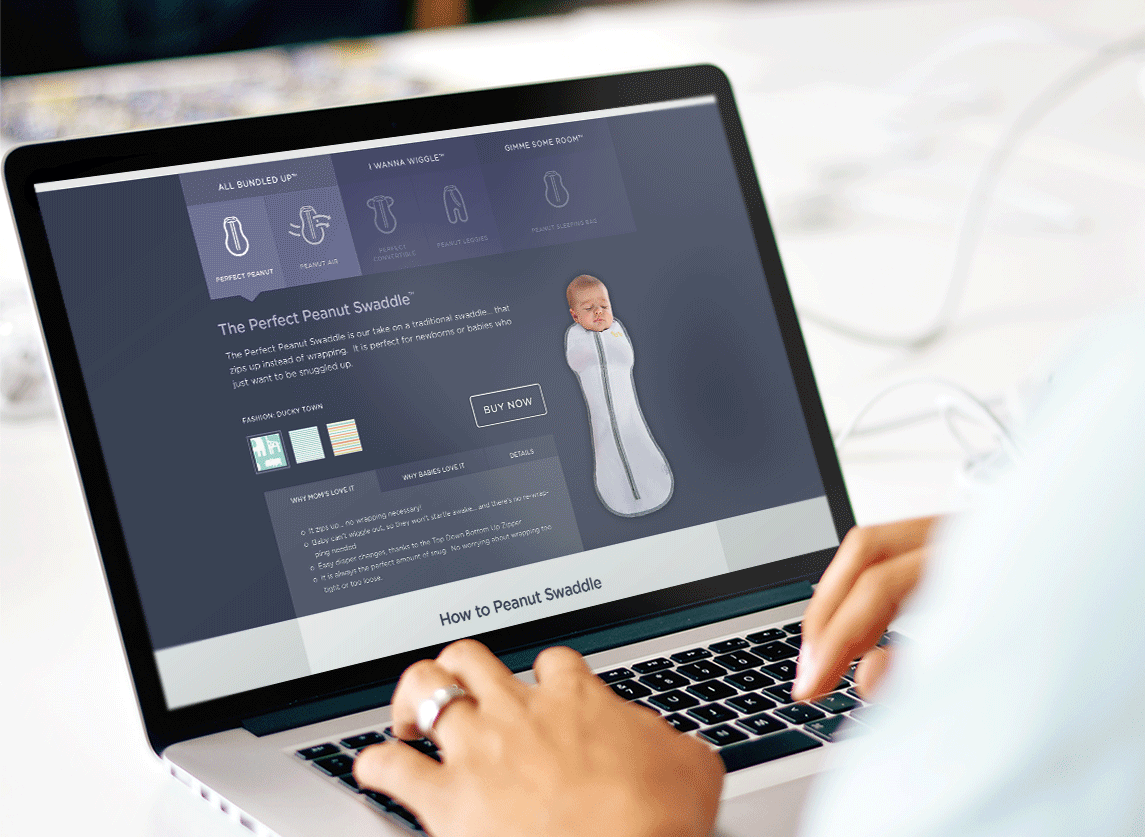 ALL BUNDLED UP™
I WANNA WIGGLE™
GIMME SOME ROOM™
PERFECT PEANUT
PEANUT AIR
PERFECT
CONVERTIBLE
PEANUT LEGGIES
PEANUT SLEEPING BAG
The Perfect Peanut Swaddle™
The Perfect Peanut Swaddle is our take on a traditional swaddle... that
zips up instead of wrapping. It is perfect for newborns or babies who
just want to be snuggled up.
FASHION: DUCKY TOWN
BUY NOW
WHY MOM'S LOVE IT
WHY BABIES LOVE IT
DETAILS
o It zips up... no wrapping necessary!
o Baby can't wiggle out, so they won't startle awake... and there's no re-wrap-
ping needed
o Easy diaper changes, thanks to the Top Down Bottom Up Zipper
o It is always the perfect amount of snug. No worrying about wrapping too
tight or too loose.
How to Peanut Swaddle